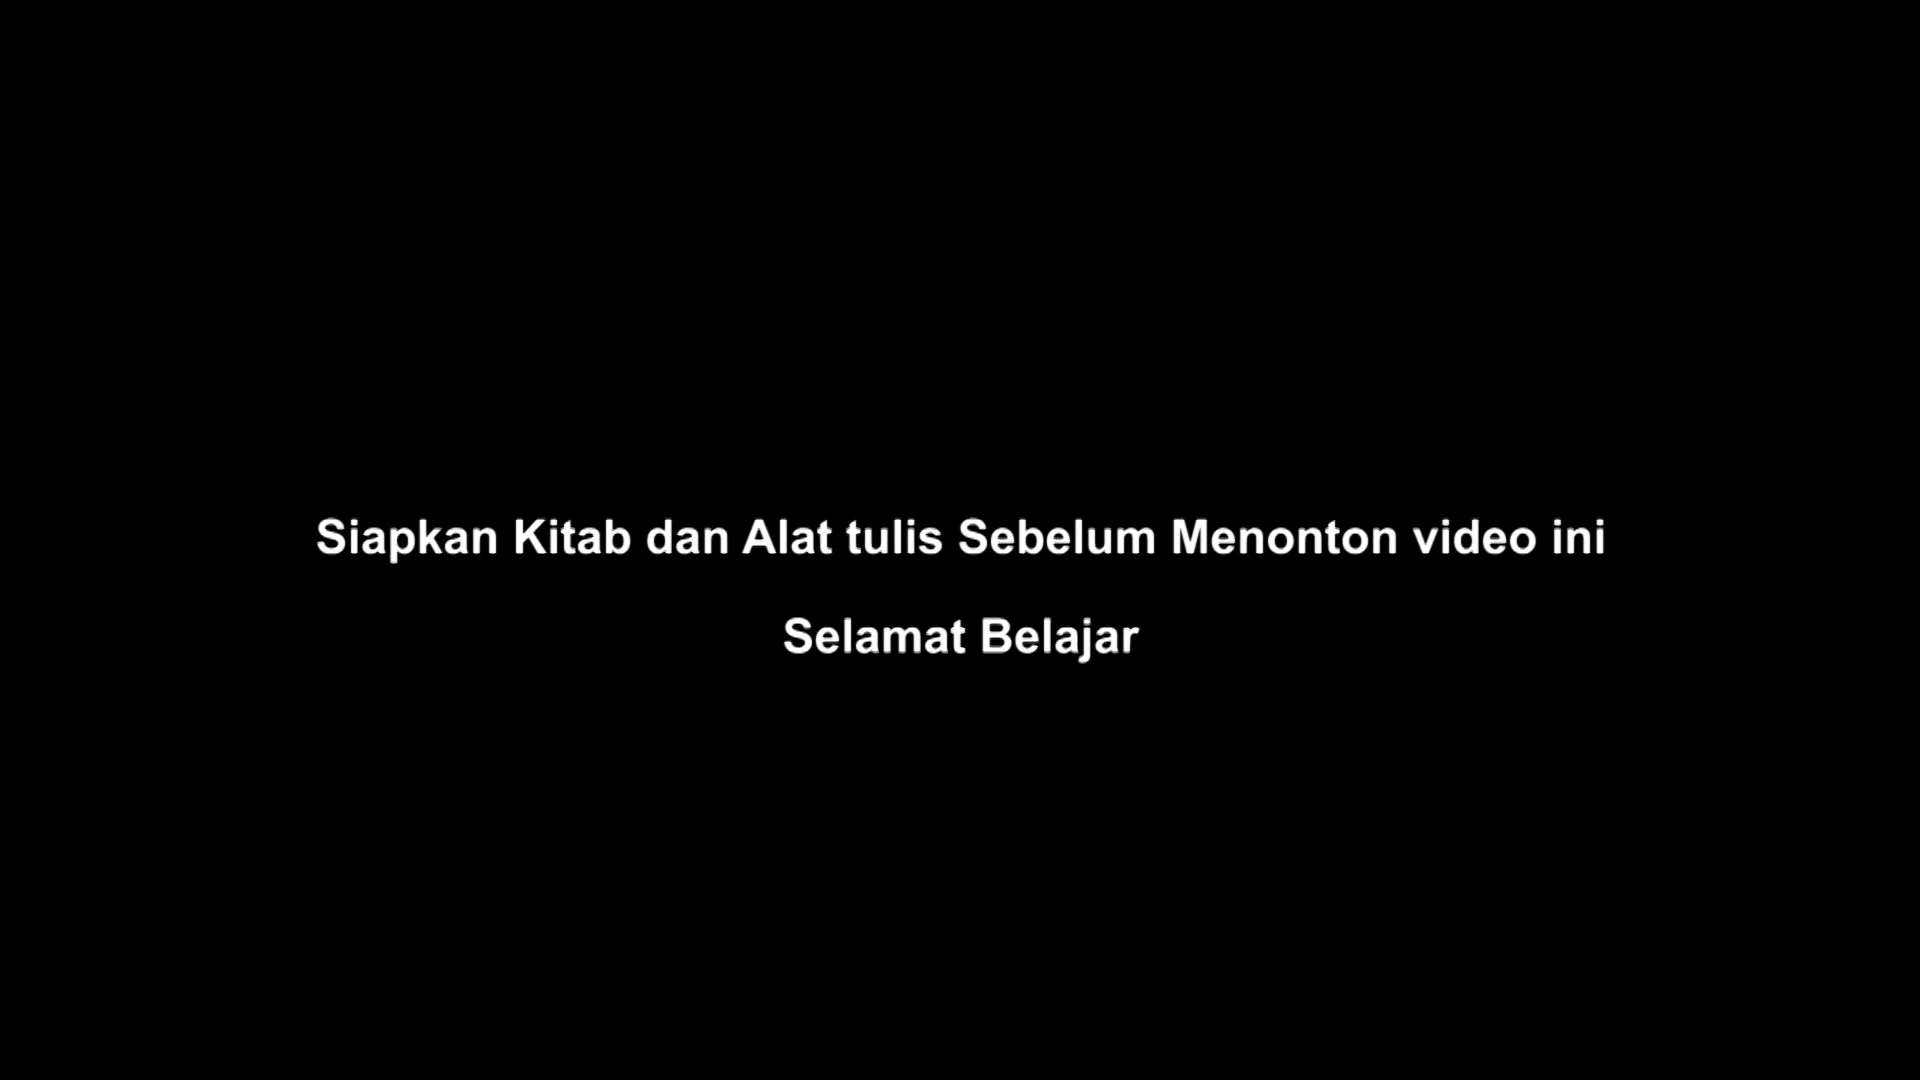 Siapkan Kitab dan Alat tulis Sebelum Menonton video ini
Selamat Belajar